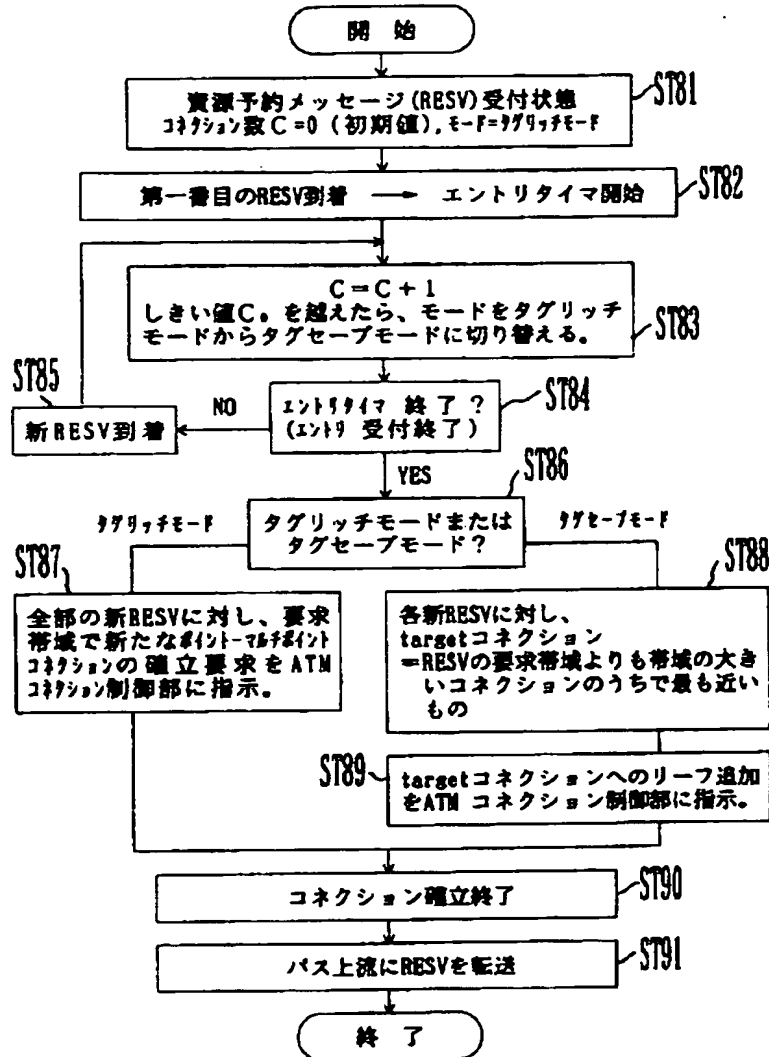 開 始
ST81
資源予約メッセージ(RESV)受付状態
コネクション数C=0(初期値),モード=タグリッチモード
ST82
第一番目のRESV到着 → エントリタイマ開始
C=C+1
しきい値C₀を越えたら、モードをタグリッチ
モードからタグセーブモードに切り替える。
ST83
ST85
新RESV到着
NO
エントリタイマ 終了?
(エントリ 受付終了)
ST84
YES
ST86
タグリッチモード
タグリッチモードまたは
タグセーブモード?
タグセーブモード
ST87
全部の新RESVに対し、要求
帯域で新たなポイントーマルチポイント
コネクションの確立要求をATM
コネクション制御部に指示。
ST88
各新RESVに対し、
targetコネクション
=RESVの要求帯域よりも帯域の大き
いコネクションのうちで最も近い
もの
ST89
targetコネクションへのリーフ追加
をATM コネクション制御部に指示。
コネクション確立終了
ST90
パス上流にRESVを転送
ST91
終 了